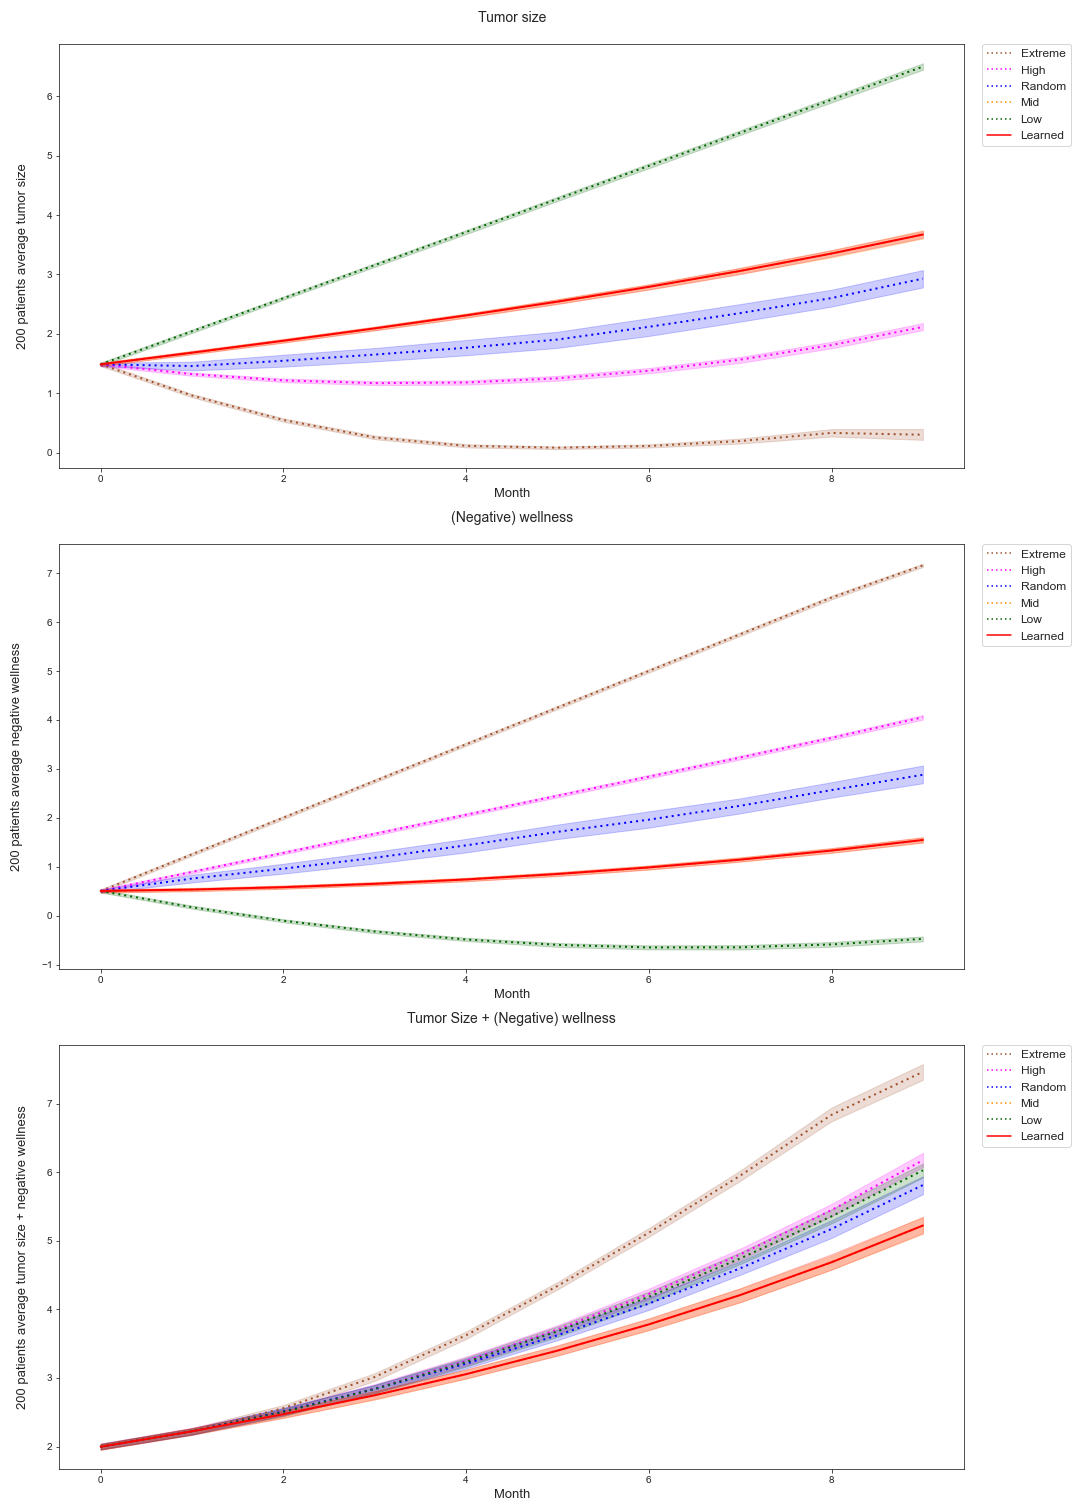 Tumor size
200 patients average tumor size
6
5
4
3
2
1
0
0 2 4 6 8
Month
Extreme
High
Random
Mid
Low
Learned
(Negative) wellness
200 patients average negative wellness
7
6
5
4
3
2
1
0
−1
0 2 4 6 8
Month
Extreme
High
Random
Mid
Low
Learned
Tumor Size + (Negative) wellness
200 patients average tumor size + negative wellness
7
6
5
4
3
2
0 2 4 6 8
Month
Extreme
High
Random
Mid
Low
Learned